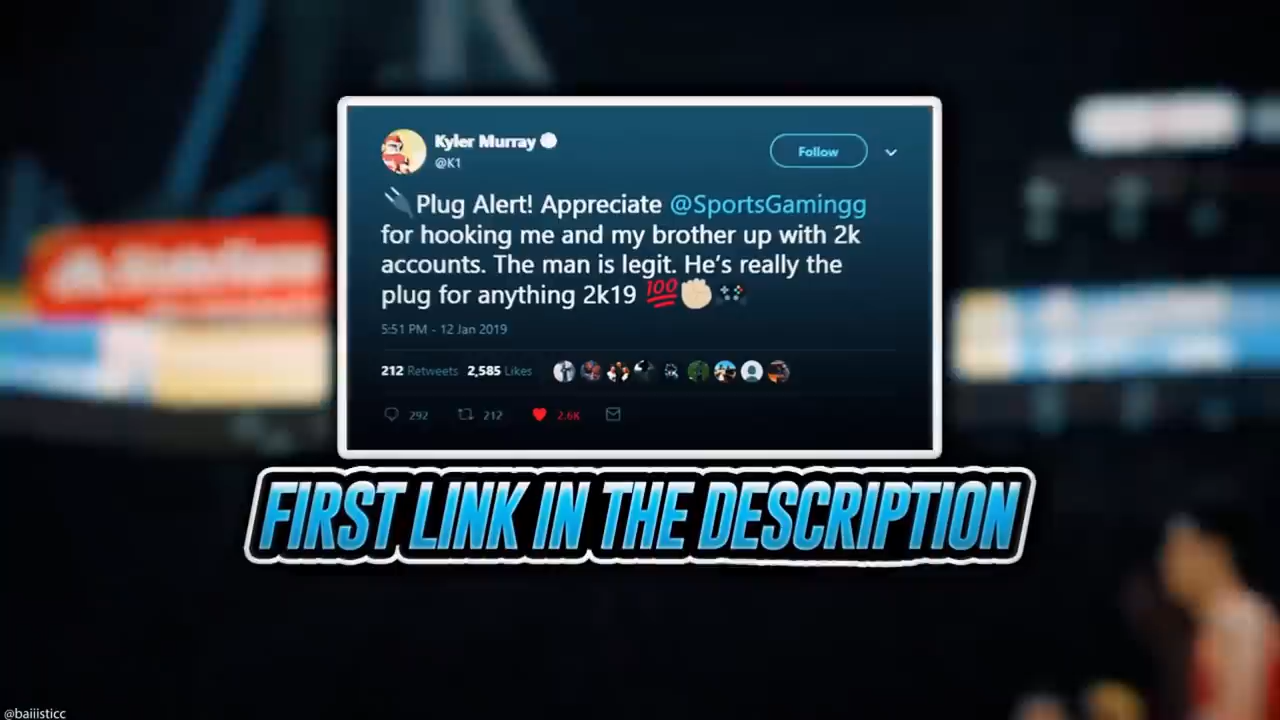 Kyler Murray
@K1
Follow
Plug Alert! Appreciate @SportsGamingg
for hooking me and my brother up with 2k
accounts. The man is legit. He’s really the
plug for anything 2k19 💯✊🏼🎮
5:51 PM - 12 Jan 2019
212 Retweets 2,585 Likes
292 212 2.6K
FIRST LINK IN THE DESCRIPTION
@baiiisticc